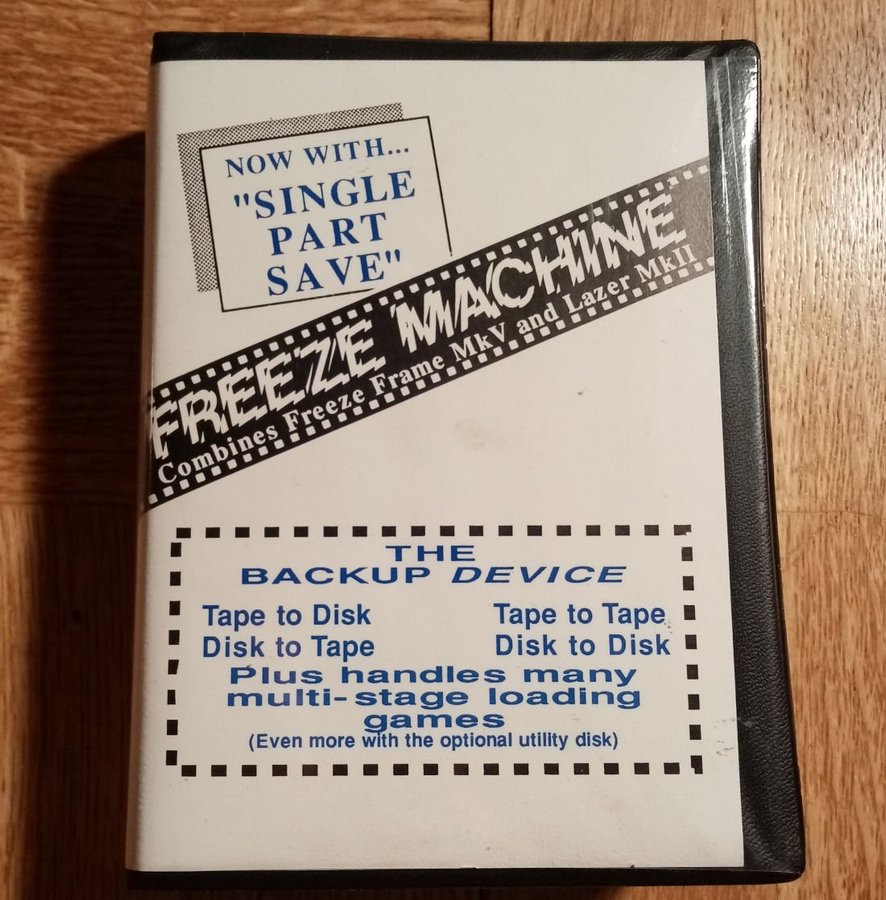 NOW WITH...
"SINGLE
PART
SAVE"
FREEZE MACHINE
Combines Freeze Frame MkV and Lazer MkII
THE
BACKUP DEVICE
Tape to Disk Tape to Tape
Disk to Tape Disk to Disk
Plus handles many
multi-stage loading
games
(Even more with the optional utility disk)